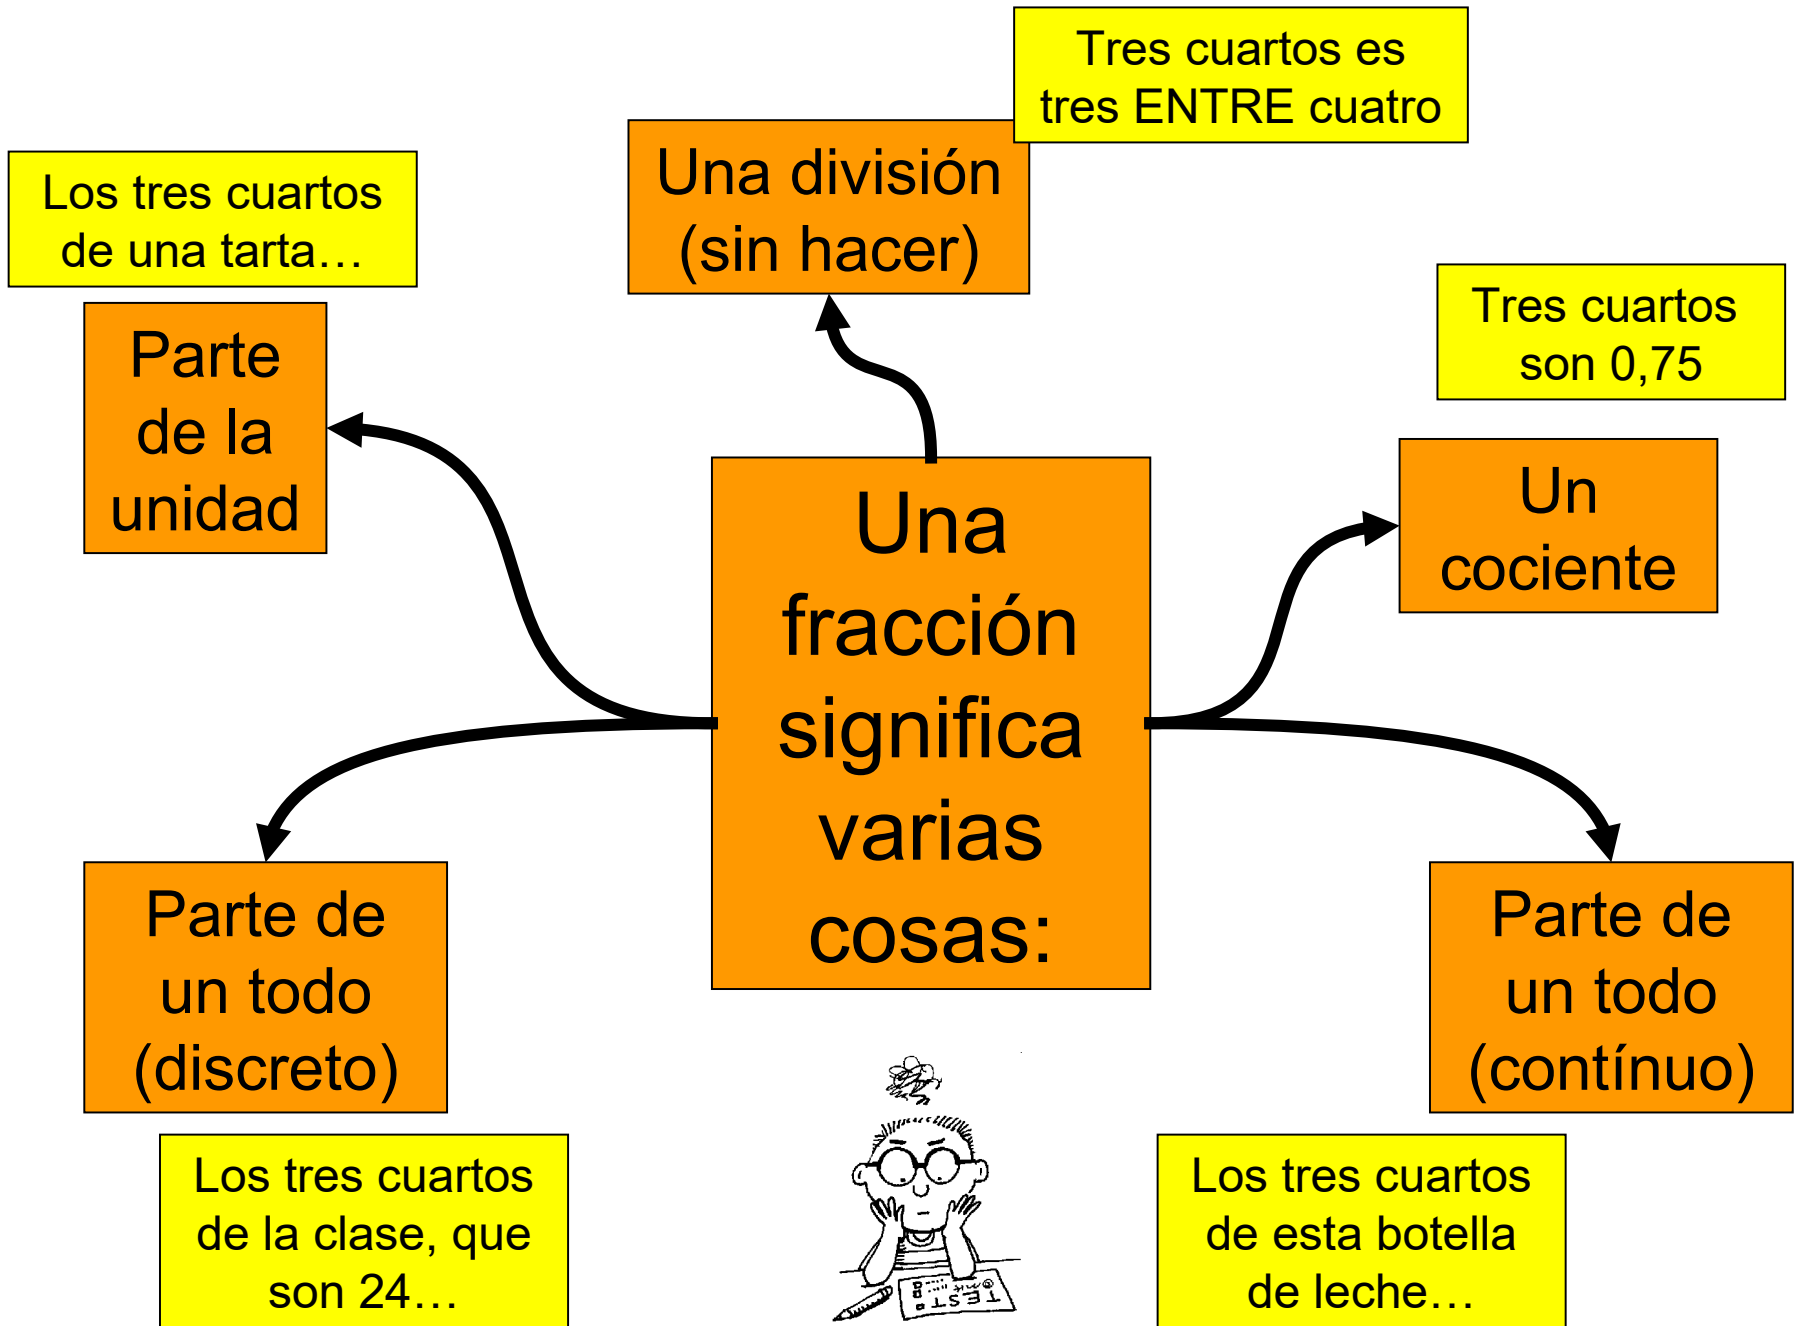 Tres cuartos es
tres ENTRE cuatro
Una división
(sin hacer)
Los tres cuartos
de una tarta…
Parte
de la
unidad
Tres cuartos
son 0,75
Un
cociente
Una
fracción
significa
varias
cosas:
Parte de
un todo
(discreto)
Los tres cuartos
de la clase, que
son 24…
Parte de
un todo
(contínuo)
Los tres cuartos
de esta botella
de leche…
TEST